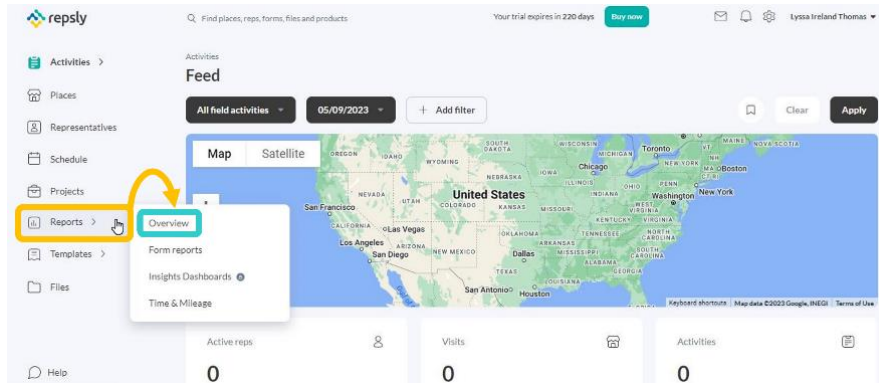 repsly
Find places, reps, forms, files and products
Your trial expires in 220 days
Buy now
Lyssa Ireland Thomas
Activities
Places
Representatives
Schedule
Projects
Reports
Templates
Files
Help
Overview
Form reports
Insights Dashboards
Time & Mileage
Activities
Feed
All field activities
05/09/2023
+ Add filter
Clear
Apply
Map
Satellite
OREGON
IDAHO
WYOMING
SOUTH
DAKOTA
WISCONSIN
MICHIGAN
Toronto
VT
MAINE
NOVA SCOTIA
NH
NEW YORK
MA
Boston
CT RI
Chicago
IOWA
NEBRASKA
ILLINOIS
INDIANA
OHIO
PENN
New York
NEVADA
UTAH
COLORADO
United States
KANSAS
MISSOURI
WEST
VIRGINIA
Washington
KENTUCKY
VIRGINIA
San Francisco
CALIFORNIA
Las Vegas
Los Angeles
ARIZONA
San Diego
NEW MEXICO
OKLAHOMA
ARKANSAS
TENNESSEE
NORTH
CAROLINA
Dallas
MISSISSIPPI
SOUTH
CAROLINA
ALABAMA
GEORGIA
TEXAS
LOUISIANA
San Antonio
Houston
Keyboard shortcuts
Map data ©2023 Google, INEGI
Terms of Use
Active reps
0
Visits
0
Activities
0